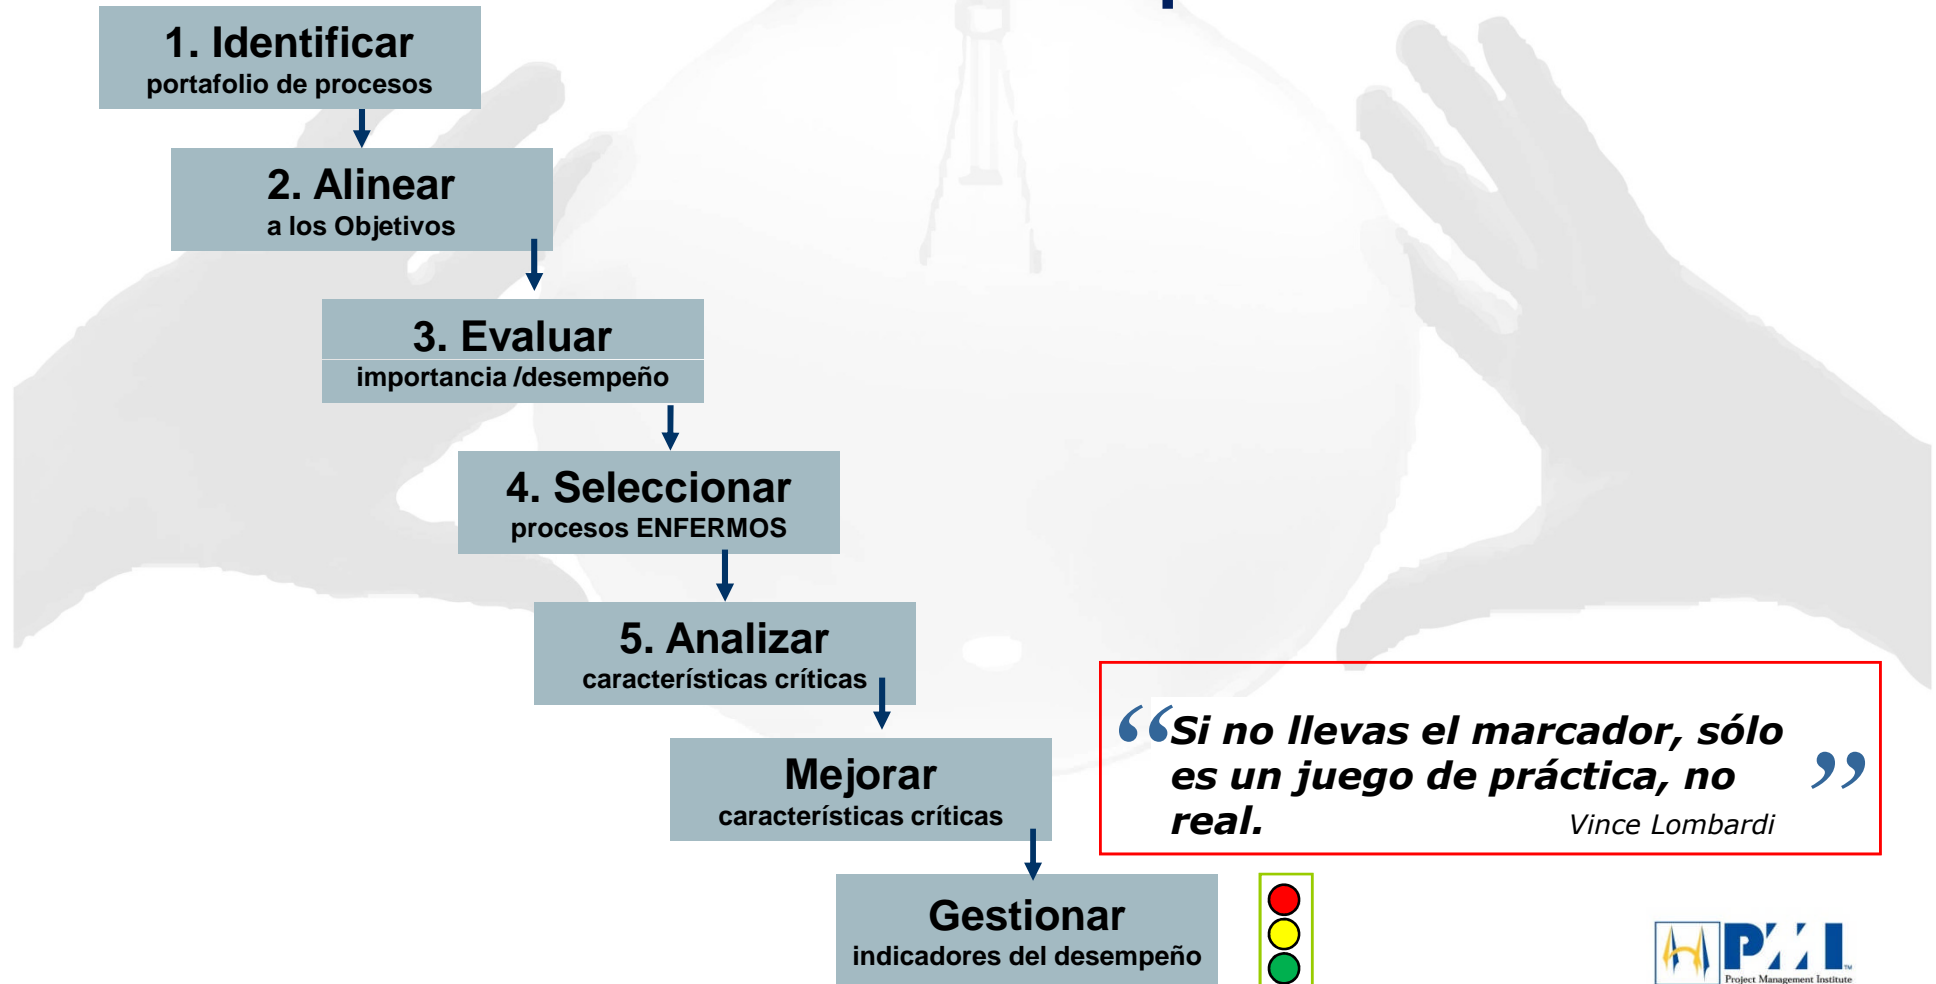 1. Identificar
portafolio de procesos
2. Alinear
a los Objetivos
3. Evaluar
importancia /desempeño
4. Seleccionar
procesos ENFERMOS
5. Analizar
características críticas
Mejorar
características críticas
“Si no llevas el marcador, sólo
es un juego de práctica, no
real. Vince Lombardi”
Gestionar
indicadores del desempeño
PMI
Project Management Institute